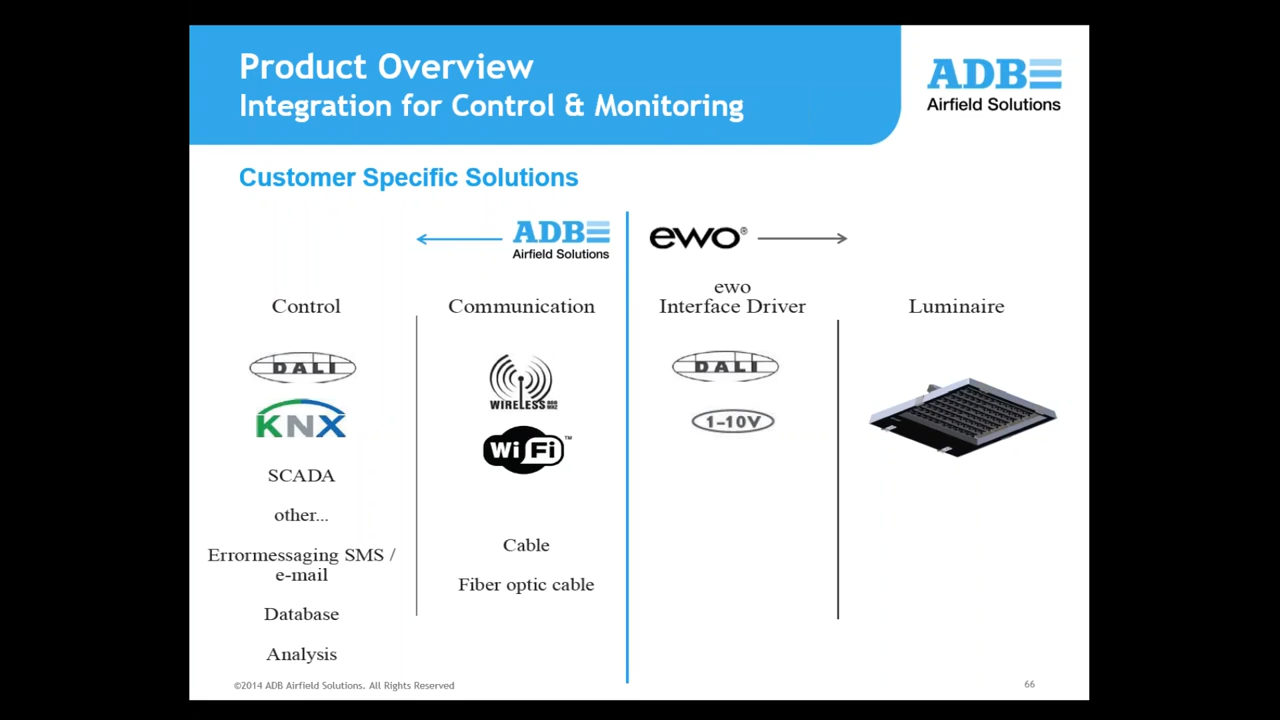 Product Overview
Integration for Control & Monitoring
ADB
Airfield Solutions
Customer Specific Solutions
ADB
Airfield Solutions
ewo®
Control
Communication
ewo
Interface Driver
Luminaire
DALI
KNX
SCADA
other...
Errormessaging SMS /
e-mail
Database
Analysis
WIRELESS
WiFi™
Cable
Fiber optic cable
DALI
1-10V
©2014 ADB Airfield Solutions. All Rights Reserved
66